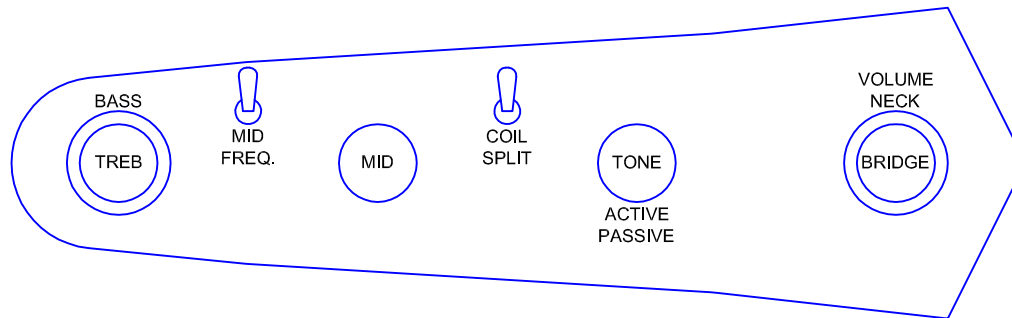 BASS
TREB
MID
FREQ.
MID
COIL
SPLIT
TONE
ACTIVE
PASSIVE
VOLUME
NECK
BRIDGE